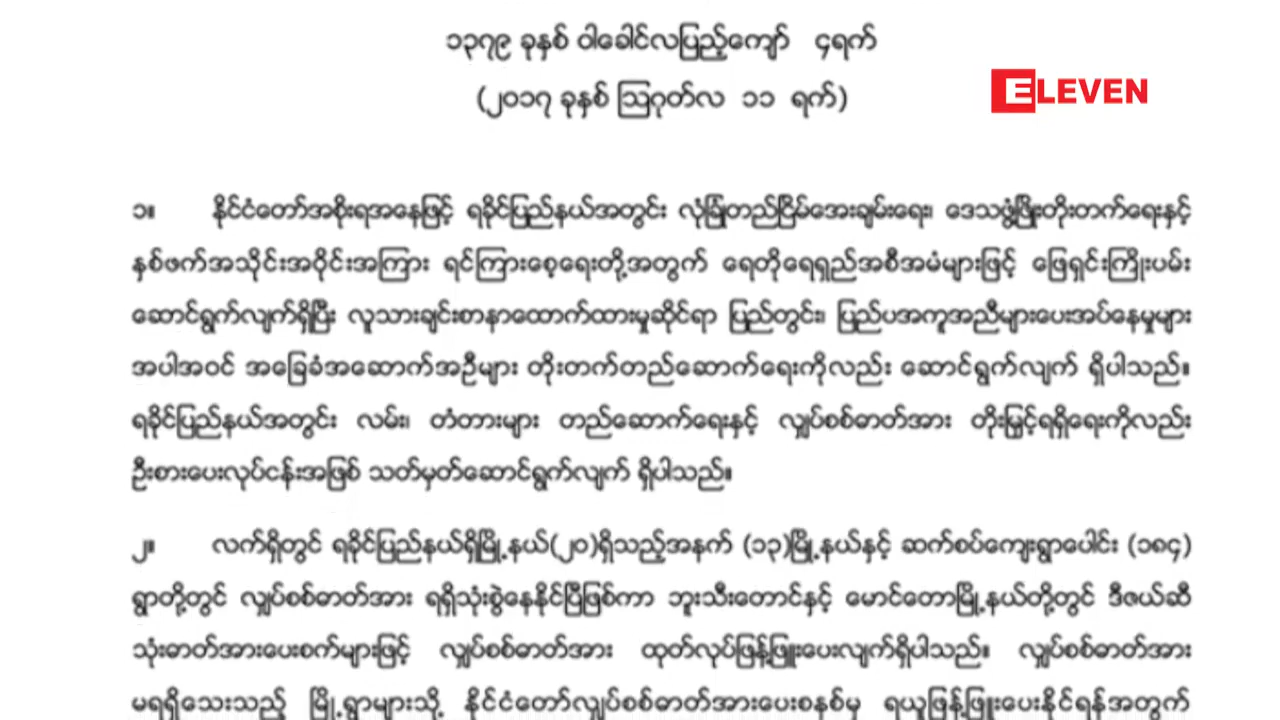 ၁၃၇၉ ခုနှစ် ဝါခေါင်လပြည့်ကျော် ၄ရက်
(၂၀၁၇ ခုနှစ် ဩဂုတ်လ ၁၁ ရက်)
ELEVEN
၁။ နိုင်ငံတော်အစိုးရအနေဖြင့် ရခိုင်ပြည်နယ်အတွင်း လုံခြုံတည်ငြိမ်အေးချမ်းရေး၊ ဒေသဖွံ့ဖြိုးတိုးတက်ရေးနှင့်
နှစ်ဖက်အသိုင်းအဝိုင်းအကြား ရင်ကြားစေ့ရေးတို့အတွက် ရေတိုရေရှည်အစီအမံများဖြင့် ဖြေရှင်းကြိုးပမ်း
ဆောင်ရွက်လျက်ရှိပြီး လူသားချင်းစာနာထောက်ထားမှုဆိုင်ရာ ပြည်တွင်း၊ ပြည်ပအကူအညီများပေးအပ်နေမှုများ
အပါအဝင် အခြေခံအဆောက်အဦများ တိုးတက်တည်ဆောက်ရေးကိုလည်း ဆောင်ရွက်လျက် ရှိပါသည်။
ရခိုင်ပြည်နယ်အတွင်း လမ်း၊ တံတားများ တည်ဆောက်ရေးနှင့် လျှပ်စစ်ဓာတ်အား တိုးမြှင့်ရရှိရေးကိုလည်း
ဦးစားပေးလုပ်ငန်းအဖြစ် သတ်မှတ်ဆောင်ရွက်လျက် ရှိပါသည်။
၂။ လက်ရှိတွင် ရခိုင်ပြည်နယ်ရှိမြို့နယ်(၂၀)ရှိသည့်အနက် (၁၃)မြို့နယ်နှင့် ဆက်စပ်ကျေးရွာပေါင်း (၁၈၄)
ရွာတို့တွင် လျှပ်စစ်ဓာတ်အား ရရှိသုံးစွဲနေနိုင်ပြီဖြစ်ကာ ဘူးသီးတောင်နှင့် မောင်တောမြို့နယ်တို့တွင် ဒီဇယ်ဆီ
သုံးဓာတ်အားပေးစက်များဖြင့် လျှပ်စစ်ဓာတ်အား ထုတ်လုပ်ဖြန့်ဖြူးပေးလျက်ရှိပါသည်။ လျှပ်စစ်ဓာတ်အား
မရရှိသေးသည့် မြို့ရွာများသို့ နိုင်ငံတော်လျှပ်စစ်ဓာတ်အားပေးစနစ်မှ ရယူဖြန့်ဖြူးပေးနိုင်ရန်အတွက်